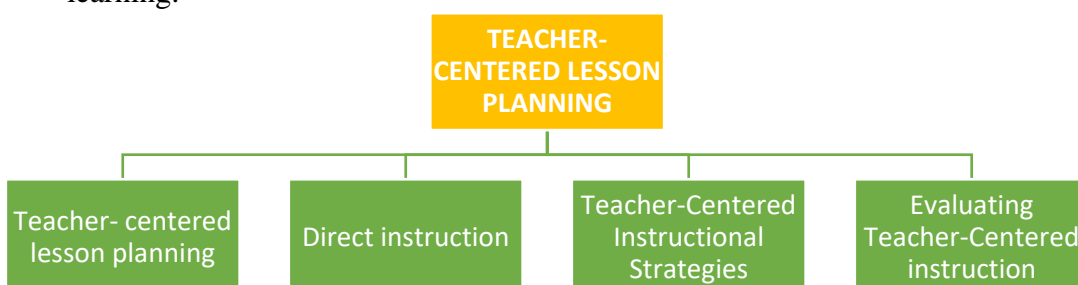 learning.
TEACHER-
CENTERED LESSON
PLANNING
Teacher- centered
lesson planning
Direct instruction
Teacher-Centered
Instructional
Strategies
Evaluating
Teacher-Centered
instruction